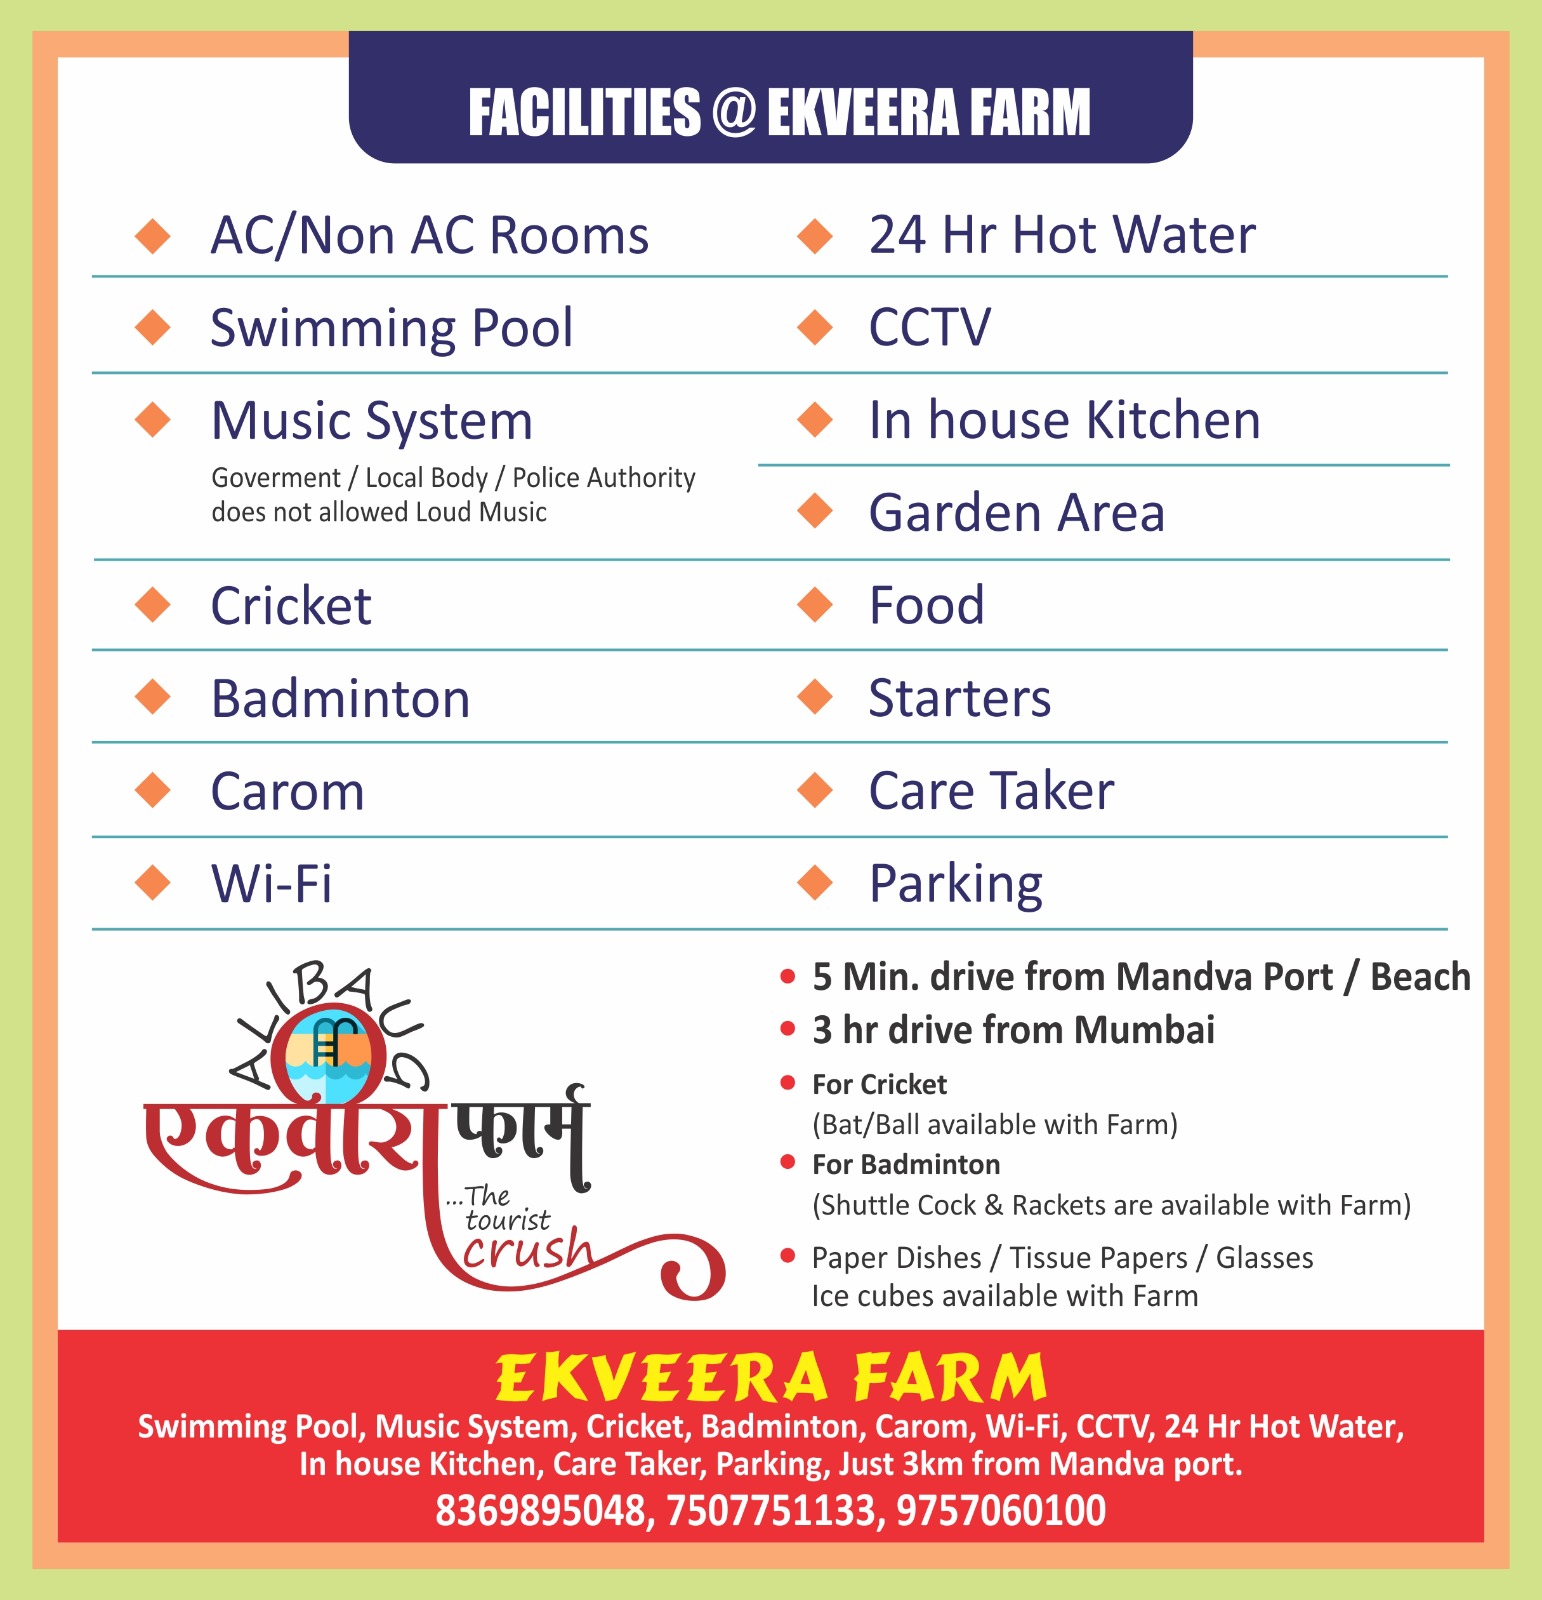 FACILITIES @ EKVEERA FARM
AC/Non AC Rooms
Swimming Pool
Music System
Goverment / Local Body / Police Authority
does not allowed Loud Music
Cricket
Badminton
Carom
Wi-Fi
24 Hr Hot Water
CCTV
In house Kitchen
Garden Area
Food
Starters
Care Taker
Parking
ALIBAUG
एकवीरा फार्म
...The
tourist
crush
5 Min. drive from Mandva Port / Beach
3 hr drive from Mumbai
For Cricket
(Bat/Ball available with Farm)
For Badminton
(Shuttle Cock & Rackets are available with Farm)
Paper Dishes / Tissue Papers / Glasses
Ice cubes available with Farm
EKVEERA FARM
Swimming Pool, Music System, Cricket, Badminton, Carom, Wi-Fi, CCTV, 24 Hr Hot Water,
In house Kitchen, Care Taker, Parking, Just 3km from Mandva port.
8369895048, 7507751133, 9757060100